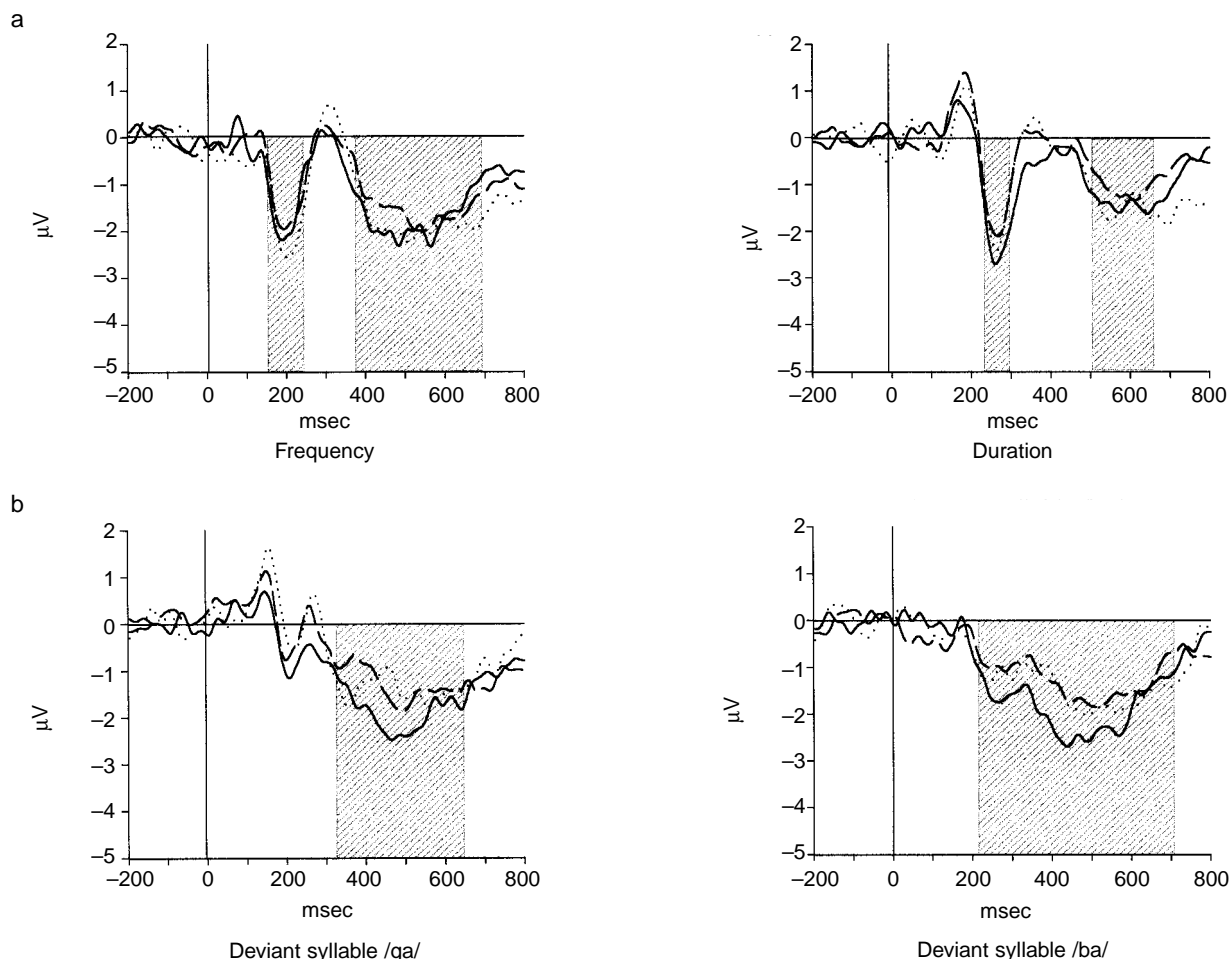 a
2
1
0
–1
–2
–3
–4
–5
µV
–200 0 200 400 600 800
msec
Frequency
2
1
0
–1
–2
–3
–4
–5
µV
–200 0 200 400 600 800
msec
Duration
b
2
1
0
–1
–2
–3
–4
–5
µV
–200 0 200 400 600 800
msec
Deviant syllable /ga/
2
1
0
–1
–2
–3
–4
–5
µV
–200 0 200 400 600 800
msec
Deviant syllable /ba/